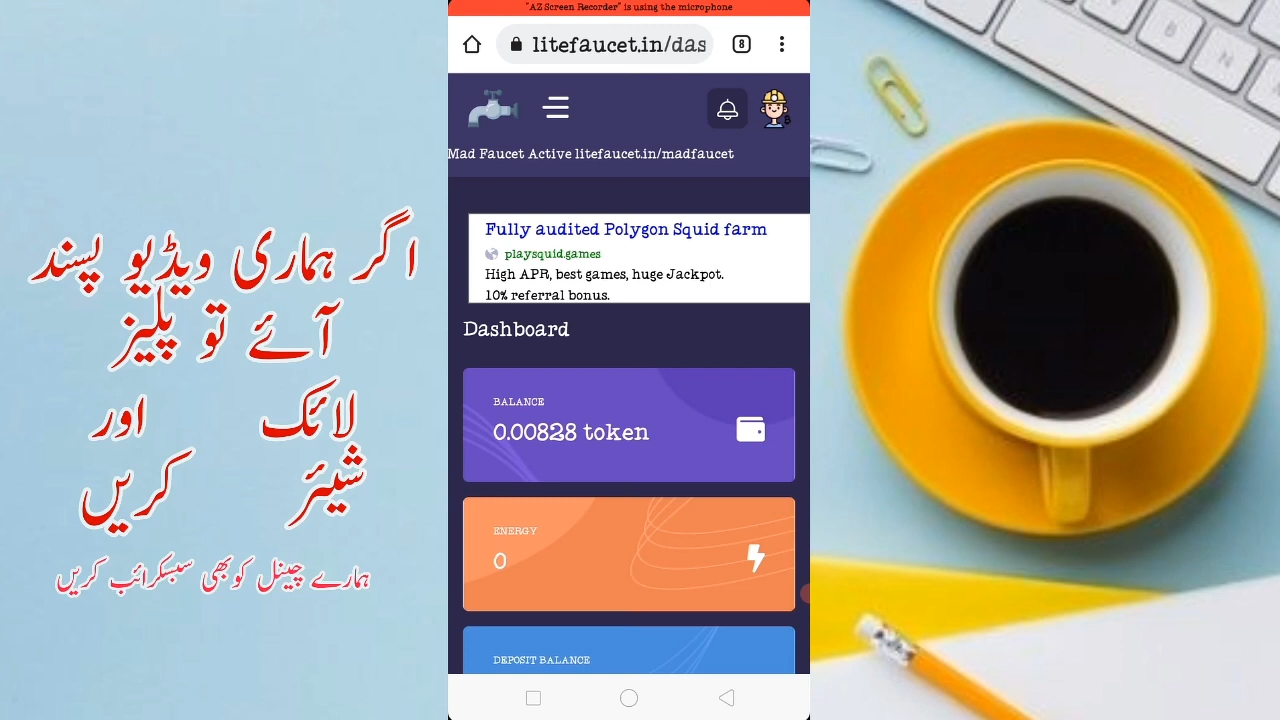 اگر ہماری ویڈیو پسند
آئے تو پلیز
لائک اور
شیئر کریں
ہمارے چینل کوبھی سبسکرائب کریں
"AZ Screen Recorder" is using the microphone
litefaucet.in/das
8
Mad Faucet Active litefaucet.in/madfaucet
Fully audited Polygon Squid farm
playsquid.games
High APR, best games, huge Jackpot.
10% referral bonus.
Dashboard
BALANCE
0.00828 token
ENERGY
0
DEPOSIT BALANCE